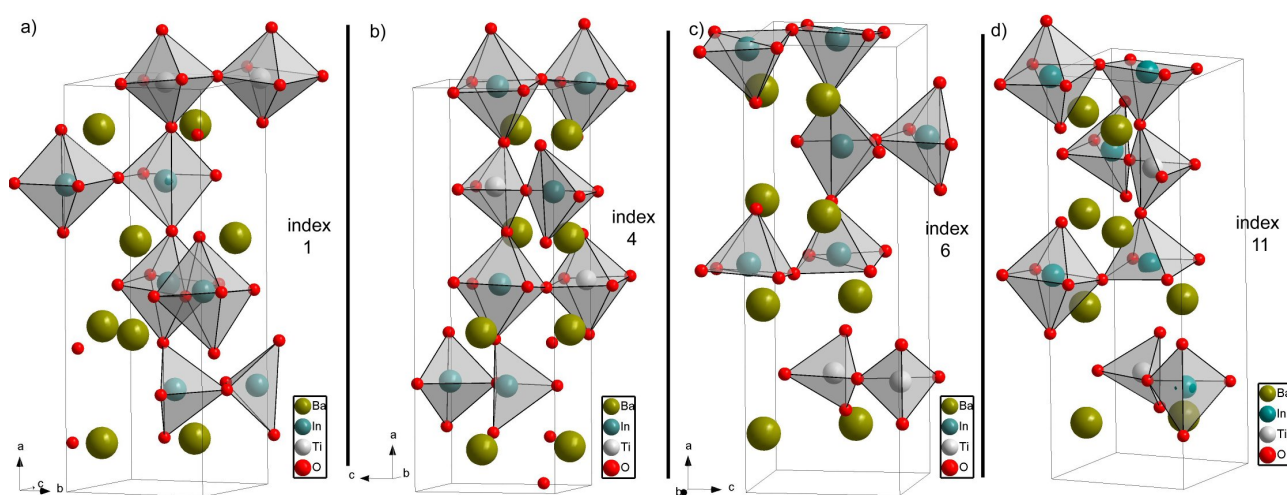 a)
index
1
Ba
In
Ti
O
a
c
b
b)
index
4
Ba
In
Ti
O
a
c
b
c)
index
6
Ba
In
Ti
O
a
b
c
d)
index
11
Ba
In
Ti
O